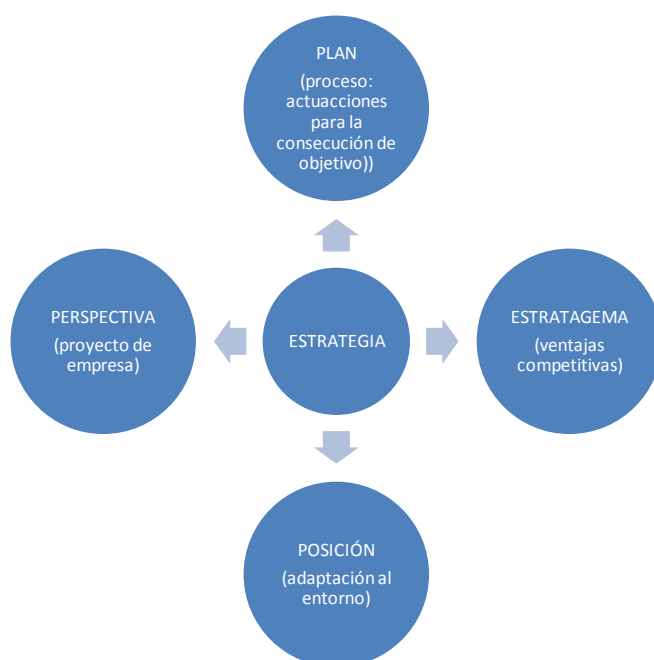 PLAN
(proceso:
actuacciones
para la
consecución de
objetivo))
PERSPECTIVA
(proyecto de
empresa)
ESTRATEGIA
ESTRATAGEMA
(ventajas
competitivas)
POSICIÓN
(adaptación al
entorno)